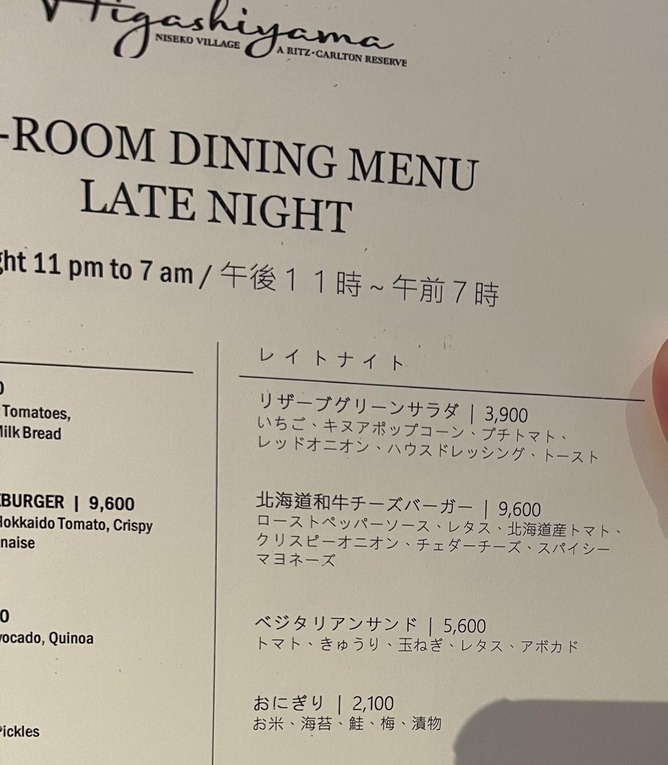 Higashiyama
NISEKO VILLAGE A RITZ-CARLTON RESERVE
-ROOM DINING MENU
LATE NIGHT
ght 11 pm to 7 am / 午後11時~午前7時
レイトナイト
0
Tomatoes,
Milk Bread
EBURGER | 9,600
Hokkaido Tomato, Crispy
naise
0
vocado, Quinoa
Pickles
リザーブグリーンサラダ | 3,900
いちご、キヌアポップコーン、プチトマト、
レッドオニオン、ハウスドレッシング、トースト
北海道和牛チーズバーガー | 9,600
ローストペッパーソース、レタス、北海道産トマト、
クリスピーオニオン、チェダーチーズ、スパイシー
マヨネーズ
ベジタリアンサンド | 5,600
トマト、きゅうり、玉ねぎ、レタス、アボカド
おにぎり | 2,100
お米、海苔、鮭、梅、漬物